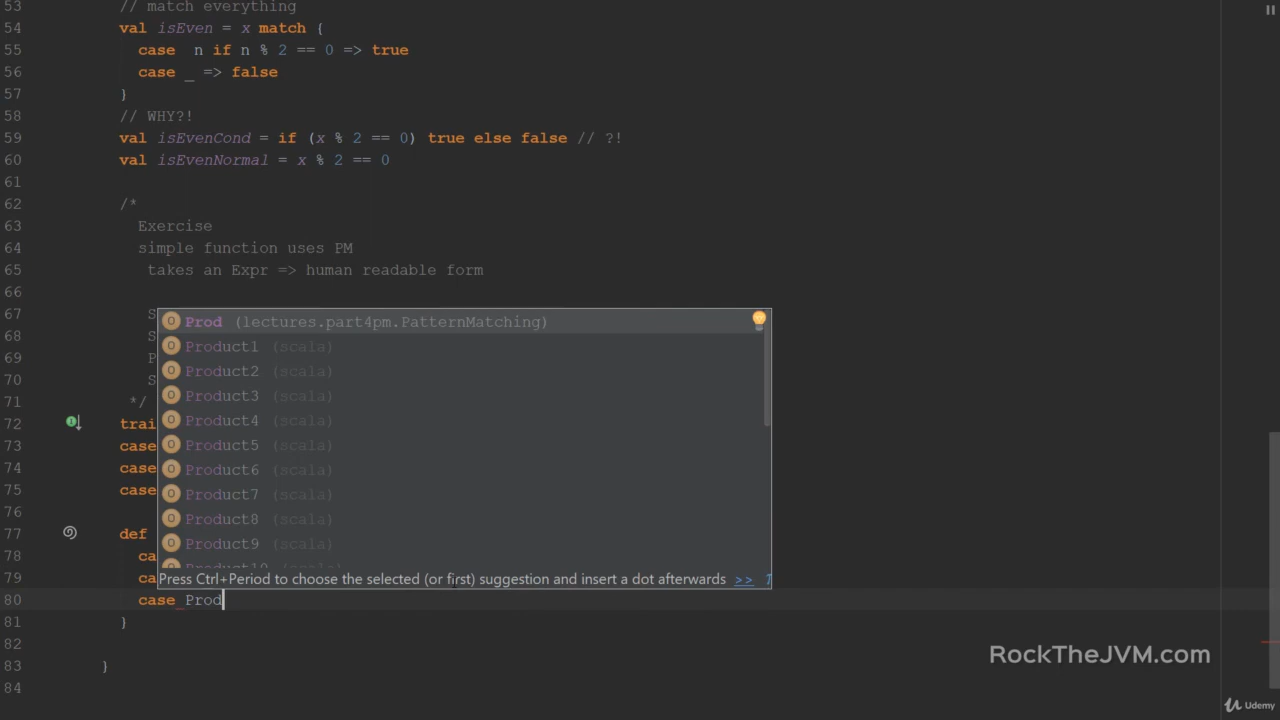 53 // match everything
54 val isEven = x match {
55 case n if n % 2 == 0 => true
56 case _ => false
57 }
58 // WHY?!
59 val isEvenCond = if (x % 2 == 0) true else false // ?!
60 val isEvenNormal = x % 2 == 0
61
62 /*
63 Exercise
64 simple function uses PM
65 takes an Expr => human readable form
66
67 S
Prod (lectures.part4pm.PatternMatching)
68 S
Product1 (scala)
69 P
Product2 (scala)
70 S
Product3 (scala)
71 */
Product4 (scala)
72 trai
Product5 (scala)
73 case
Product6 (scala)
74 case
Product7 (scala)
75 case
Product8 (scala)
76
Product9 (scala)
77 def
Product10 (scala)
78 ca
79 ca
Press Ctrl+Period to choose the selected (or first) suggestion and insert a dot afterwards >>
80 case Prod
81 }
82
83 }
84
RockTheJVM.com
Udemy